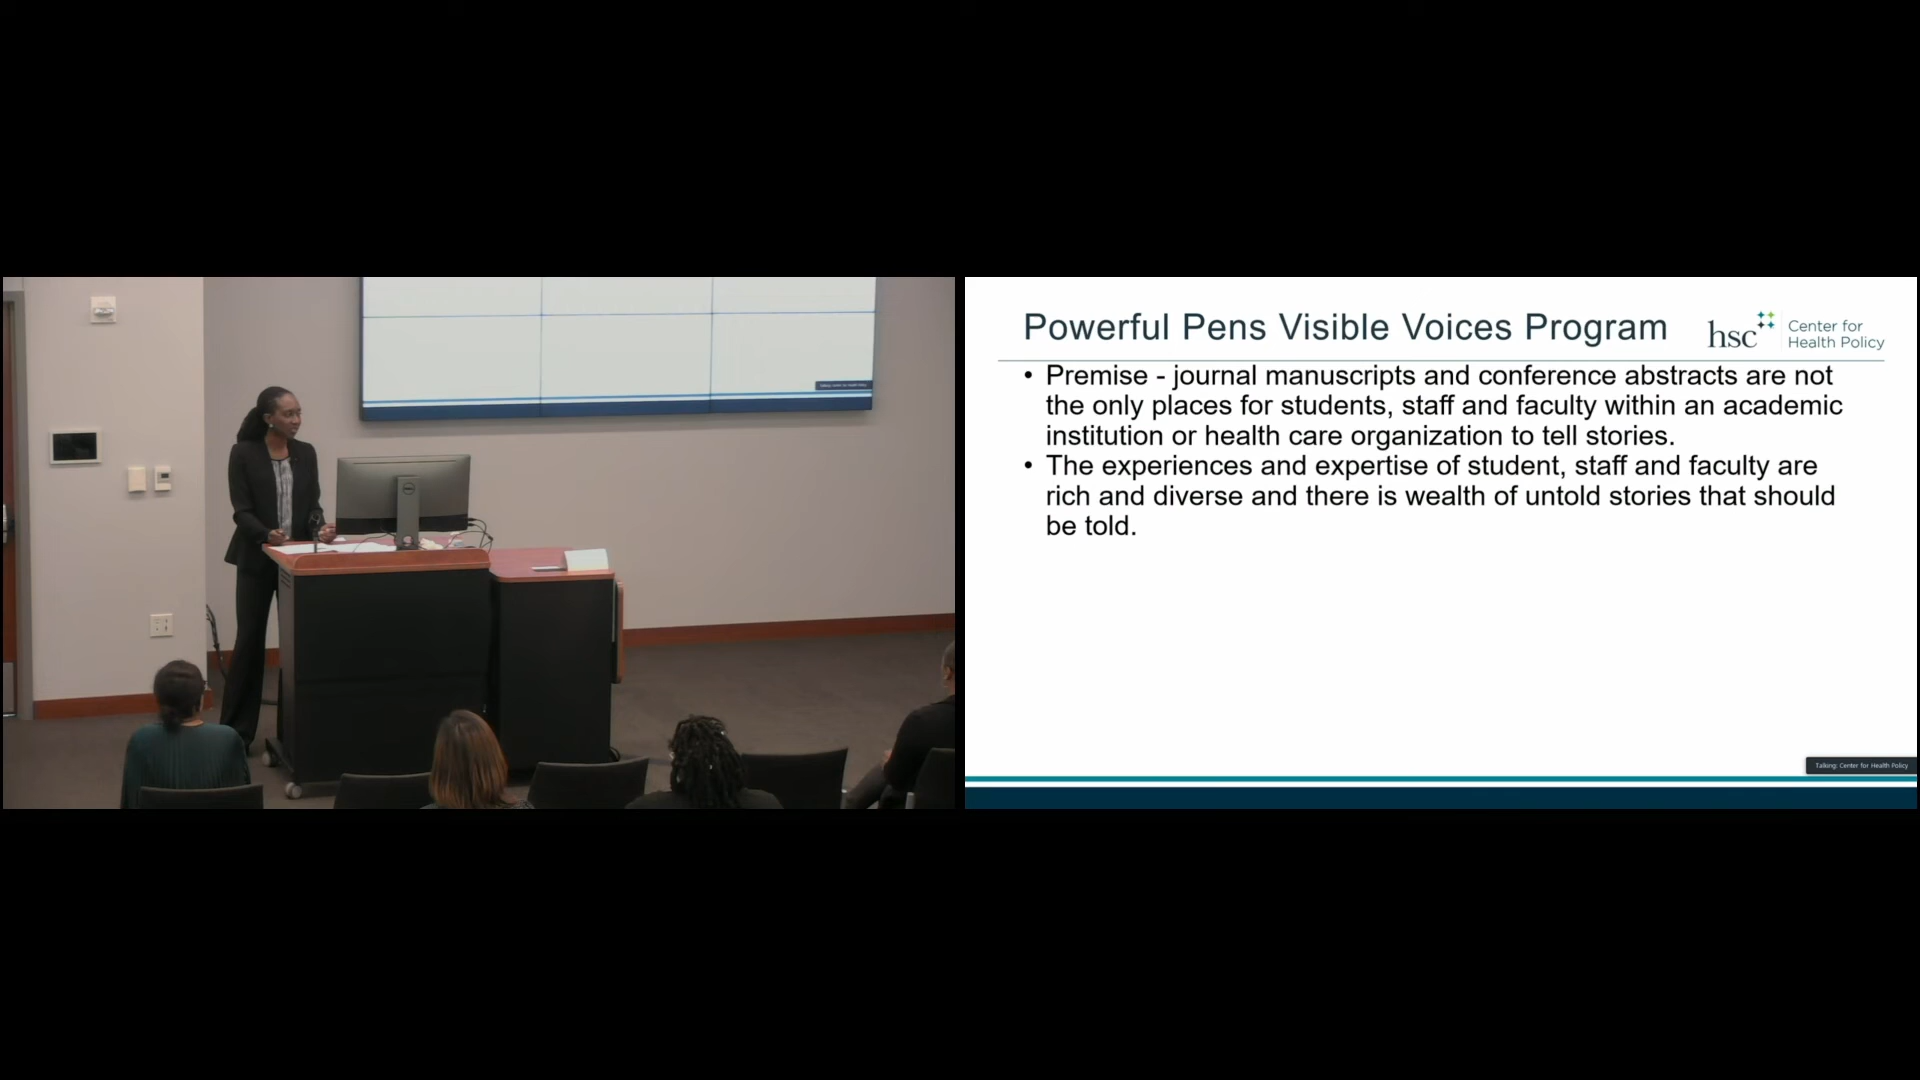 Powerful Pens Visible Voices Program
hsc
Center for
Health Policy
• Premise - journal manuscripts and conference abstracts are not
the only places for students, staff and faculty within an academic
institution or health care organization to tell stories.
• The experiences and expertise of student, staff and faculty are
rich and diverse and there is wealth of untold stories that should
be told.
Talking: Center for Health Policy